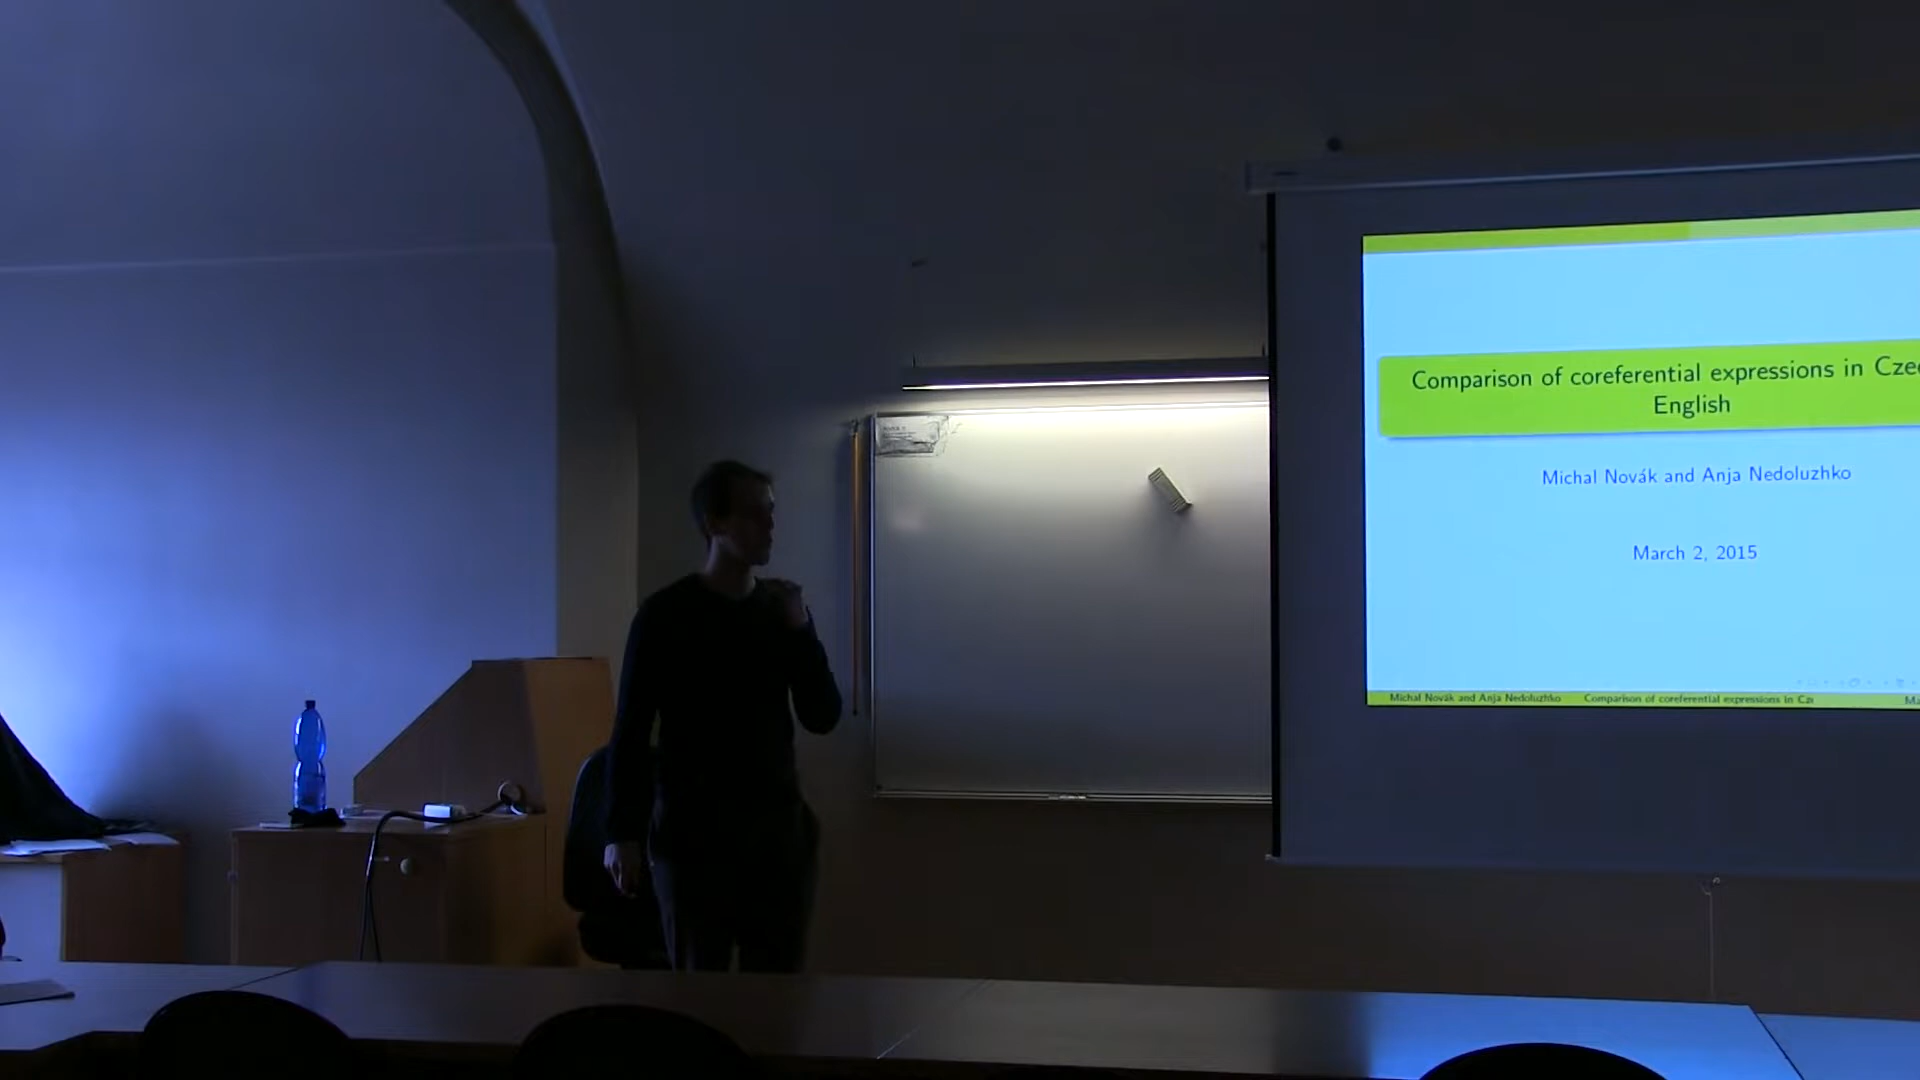 Comparison of coreferential expressions in Cze
English
Michal Novák and Anja Nedoluzhko
March 2, 2015
Michal Novák and Anja Nedoluzhko Comparison of coreferential expressions in Cze